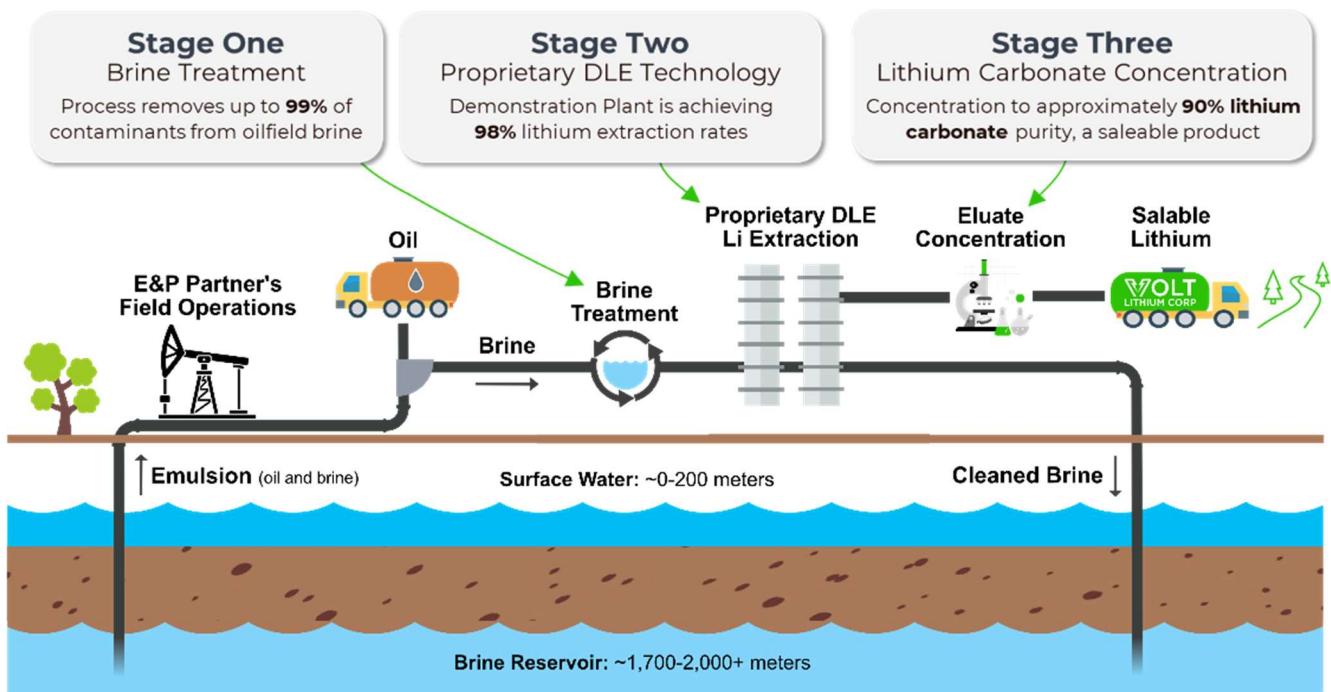 Stage One
Brine Treatment
Process removes up to 99% of
contaminants from oilfield brine
Stage Two
Proprietary DLE Technology
Demonstration Plant is achieving
98% lithium extraction rates
Stage Three
Lithium Carbonate Concentration
Concentration to approximately 90% lithium
carbonate purity, a saleable product
E&P Partner's
Field Operations
Oil
Brine
Brine
Treatment
Proprietary DLE
Li Extraction
Eluate
Concentration
Salable
Lithium
VOLT
LITHIUM CORP
Emulsion (oil and brine)
Surface Water: ~0-200 meters
Cleaned Brine
Brine Reservoir: ~1,700-2,000+ meters